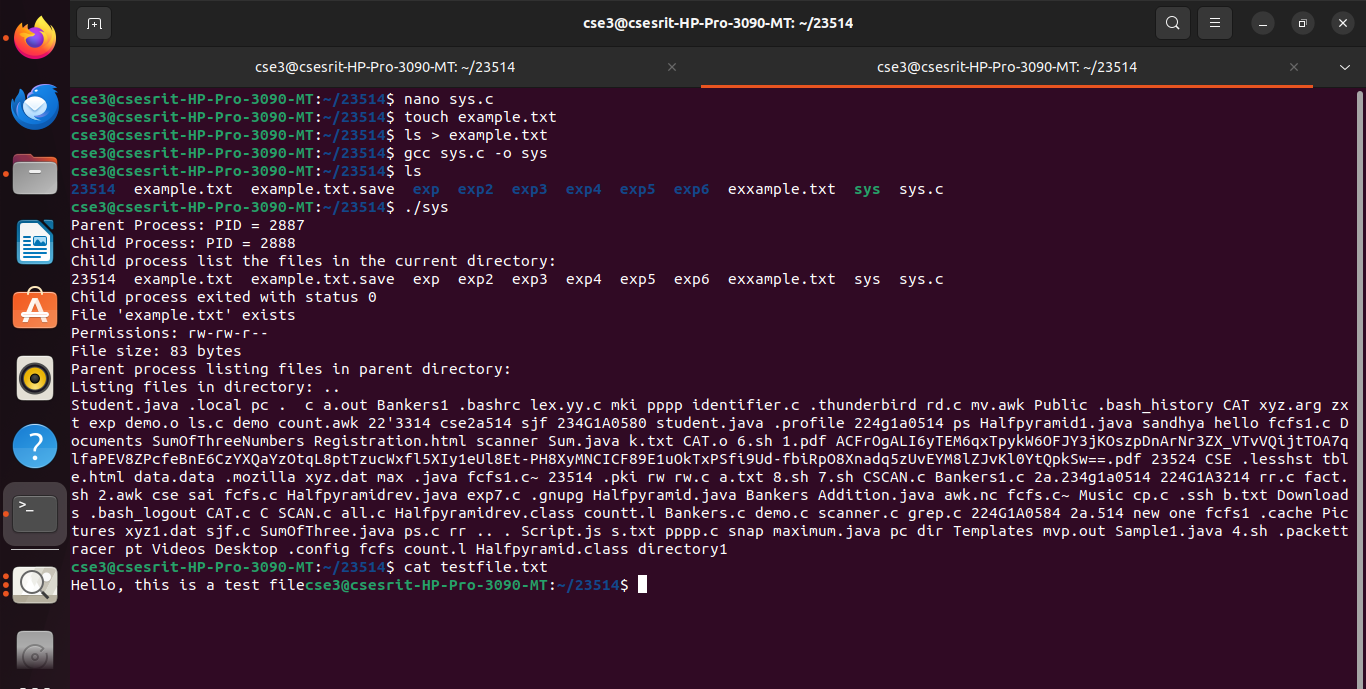 cse3@csesrit-HP-Pro-3090-MT: ~/23514
cse3@csesrit-HP-Pro-3090-MT: ~/23514
cse3@csesrit-HP-Pro-3090-MT: ~/23514
cse3@csesrit-HP-Pro-3090-MT:~/23514$ nano sys.c
cse3@csesrit-HP-Pro-3090-MT:~/23514$ touch example.txt
cse3@csesrit-HP-Pro-3090-MT:~/23514$ ls > example.txt
cse3@csesrit-HP-Pro-3090-MT:~/23514$ gcc sys.c -o sys
cse3@csesrit-HP-Pro-3090-MT:~/23514$ ls
23514  example.txt  example.txt.save  exp  exp2  exp3  exp4  exp5  exp6  exxample.txt  sys  sys.c
cse3@csesrit-HP-Pro-3090-MT:~/23514$ ./sys
Parent Process: PID = 2887
Child Process: PID = 2888
Child process list the files in the current directory:
23514  example.txt  example.txt.save  exp  exp2  exp3  exp4  exp5  exp6  exxample.txt  sys  sys.c
Child process exited with status 0
File 'example.txt' exists
Permissions: rw-rw-r--
File size: 83 bytes
Parent process listing files in parent directory:
Listing files in directory: ..
Student.java .local pc .  c a.out Bankers1 .bashrc lex.yy.c mki pppp identifier.c .thunderbird rd.c mv.awk Public .bash_history CAT xyz.arg zx
t exp demo.o ls.c demo count.awk 22'3314 cse2a514 sjf 234G1A0580 student.java .profile 224g1a0514 ps Halfpyramid1.java sandhya hello fcfs1.c D
ocuments SumOfThreeNumbers Registration.html scanner Sum.java k.txt CAT.o 6.sh 1.pdf ACFrOgALI6yTEM6qxTpykW6OFJY3jKOszpDnArNr3ZX_VTvVQijtTOA7q
lfaPEV8ZPcfeBnE6CzYXQaYzOtqL8ptTzucWxfl5XIy1eUl8Et-PH8XyMNCICF89E1uOkTxPSfi9Ud-fbiRpO8Xnadq5zUvEYM8lZJvKl0YtQpkSw==.pdf 23524 CSE .lesshst tbl
e.html data.data .mozilla xyz.dat max .java fcfs1.c~ 23514 .pki rw rw.c a.txt 8.sh 7.sh CSCAN.c Bankers1.c 2a.234g1a0514 224G1A3214 rr.c fact.
sh 2.awk cse sai fcfs.c Halfpyramidrev.java exp7.c .gnupg Halfpyramid.java Bankers Addition.java awk.nc fcfs.c~ Music cp.c .ssh b.txt Download
s .bash_logout CAT.c C SCAN.c all.c Halfpyramidrev.class countt.l Bankers.c demo.c scanner.c grep.c 224G1A0584 2a.514 new one fcfs1 .cache Pic
tures xyz1.dat sjf.c SumOfThree.java ps.c rr .. . Script.js s.txt pppp.c snap maximum.java pc dir Templates mvp.out Sample1.java 4.sh .packett
racer pt Videos Desktop .config fcfs count.l Halfpyramid.class directory1
cse3@csesrit-HP-Pro-3090-MT:~/23514$ cat testfile.txt
Hello, this is a test filecse3@csesrit-HP-Pro-3090-MT:~/23514$